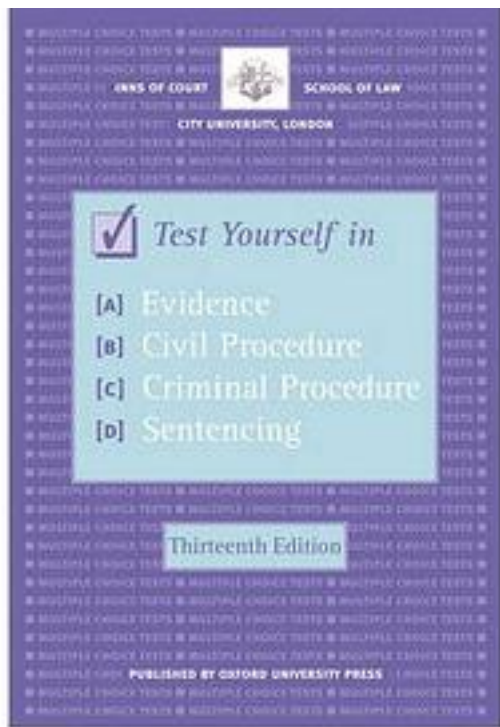 INNS OF COURT SCHOOL OF LAW
CITY UNIVERSITY, LONDON
Test Yourself in
[A] Evidence
[B] Civil Procedure
[C] Criminal Procedure
[D] Sentencing
Thirteenth Edition
PUBLISHED BY OXFORD UNIVERSITY PRESS